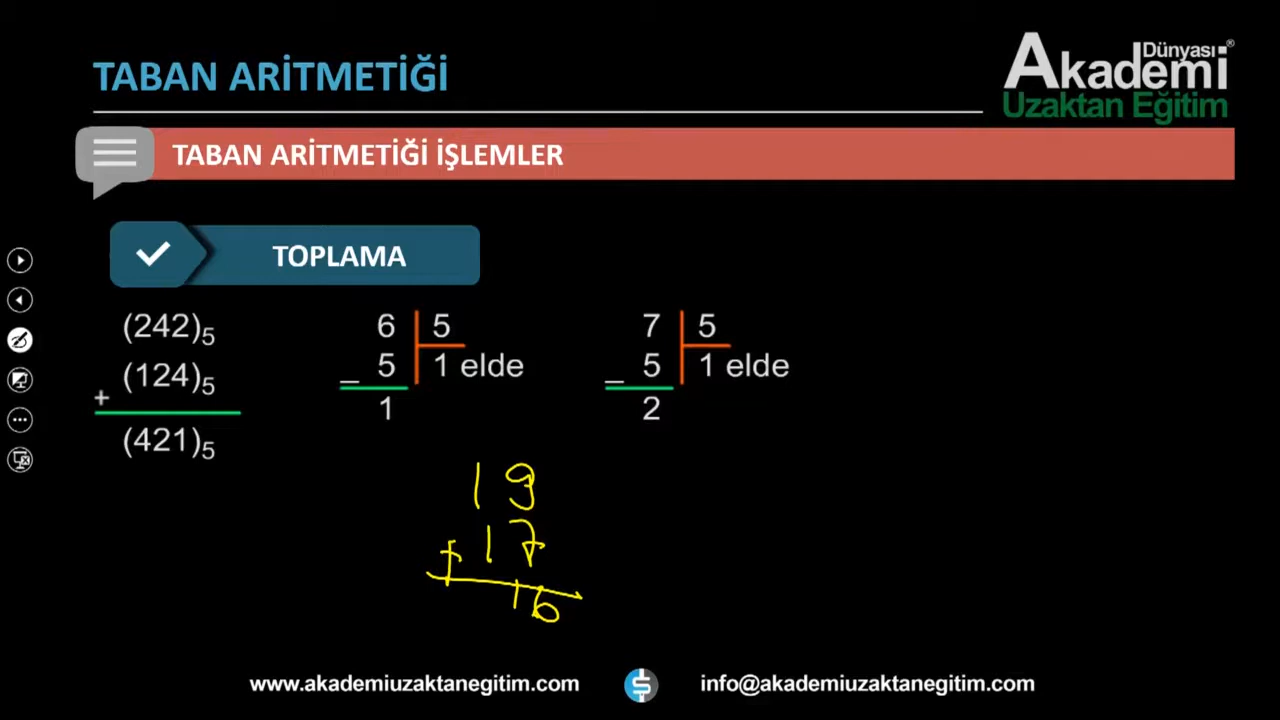 TABAN ARİTMETİĞİ
Akademi Dünyası®
Uzaktan Eğitim
TABAN ARİTMETİĞİ İŞLEMLER
TOPLAMA
(242)5
+ (124)5
(421)5
6 5
_ 5 1 elde
1
7 5
_ 5 1 elde
2
19
+ 17
16
www.akademiuzaktanegitim.com
info@akademiuzaktanegitim.com